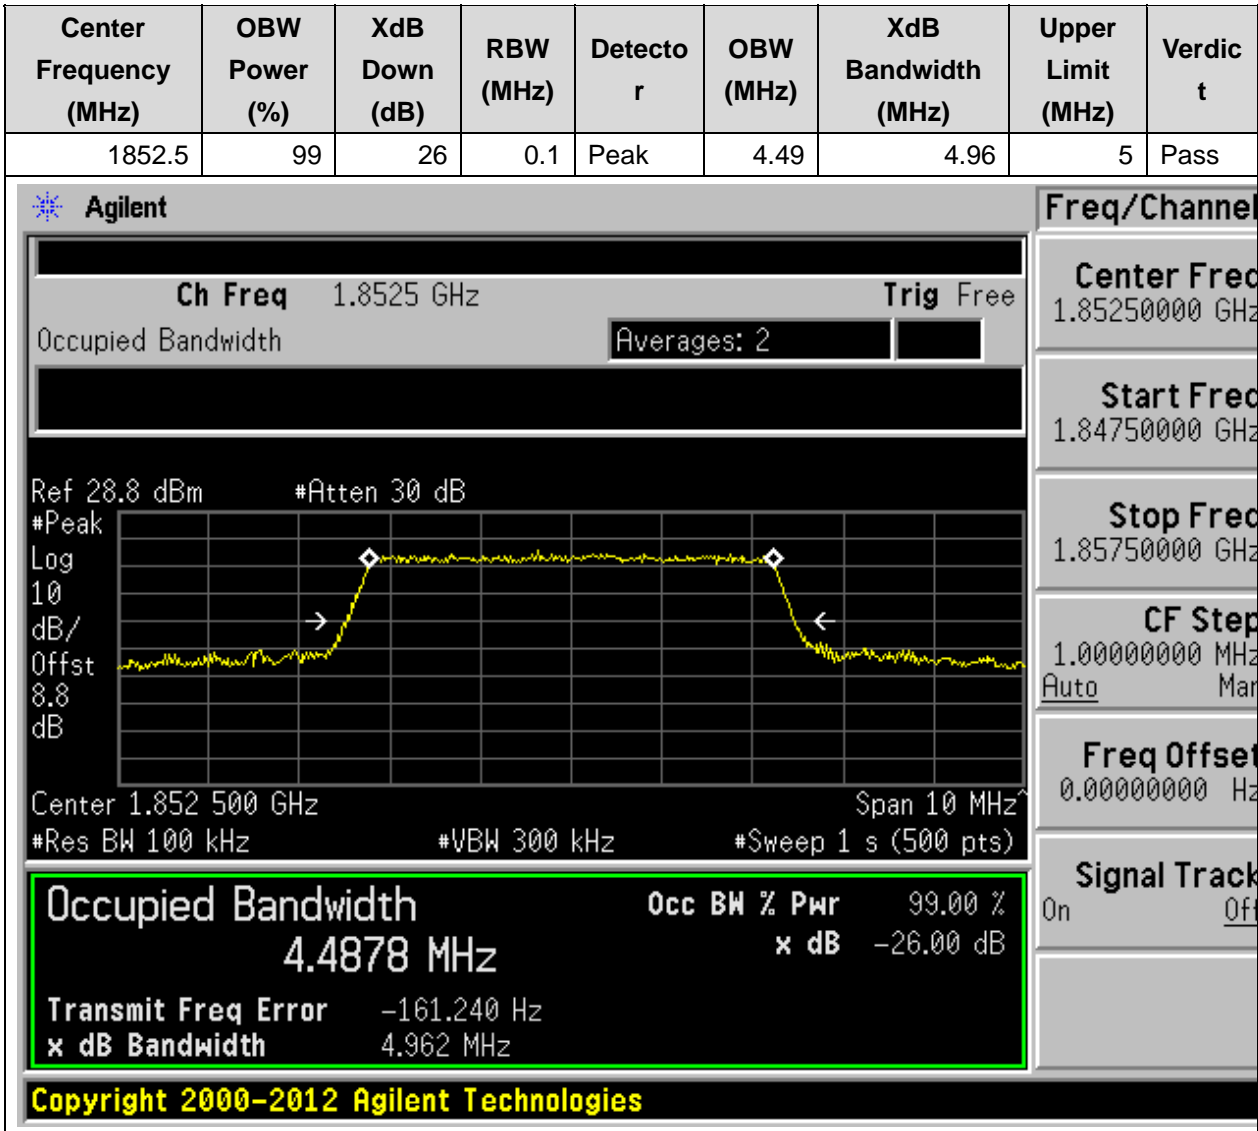 Center Frequency (MHz) OBW Power (%) XdB Down (dB) RBW (MHz) Detector OBW (MHz) XdB Bandwidth (MHz) Upper Limit (MHz) Verdict
1852.5 99 26 0.1 Peak 4.49 4.96 5 Pass
Agilent
Freq/Channel
Ch Freq 1.8525 GHz Trig Free
Occupied Bandwidth Averages: 2
Center Freq
1.85250000 GHz
Start Freq
1.84750000 GHz
Stop Freq
1.85750000 GHz
CF Step
1.00000000 MHz
Auto Man
Freq Offset
0.00000000 Hz
Signal Track
On Off
Ref 28.8 dBm #Atten 30 dB
#Peak
Log
10
dB/
Offst
8.8
dB
Center 1.852 500 GHz Span 10 MHz^
#Res BW 100 kHz #VBW 300 kHz #Sweep 1 s (500 pts)
Occupied Bandwidth Occ BW % Pwr 99.00 %
4.4878 MHz x dB -26.00 dB
Transmit Freq Error -161.240 Hz
x dB Bandwidth 4.962 MHz
Copyright 2000-2012 Agilent Technologies